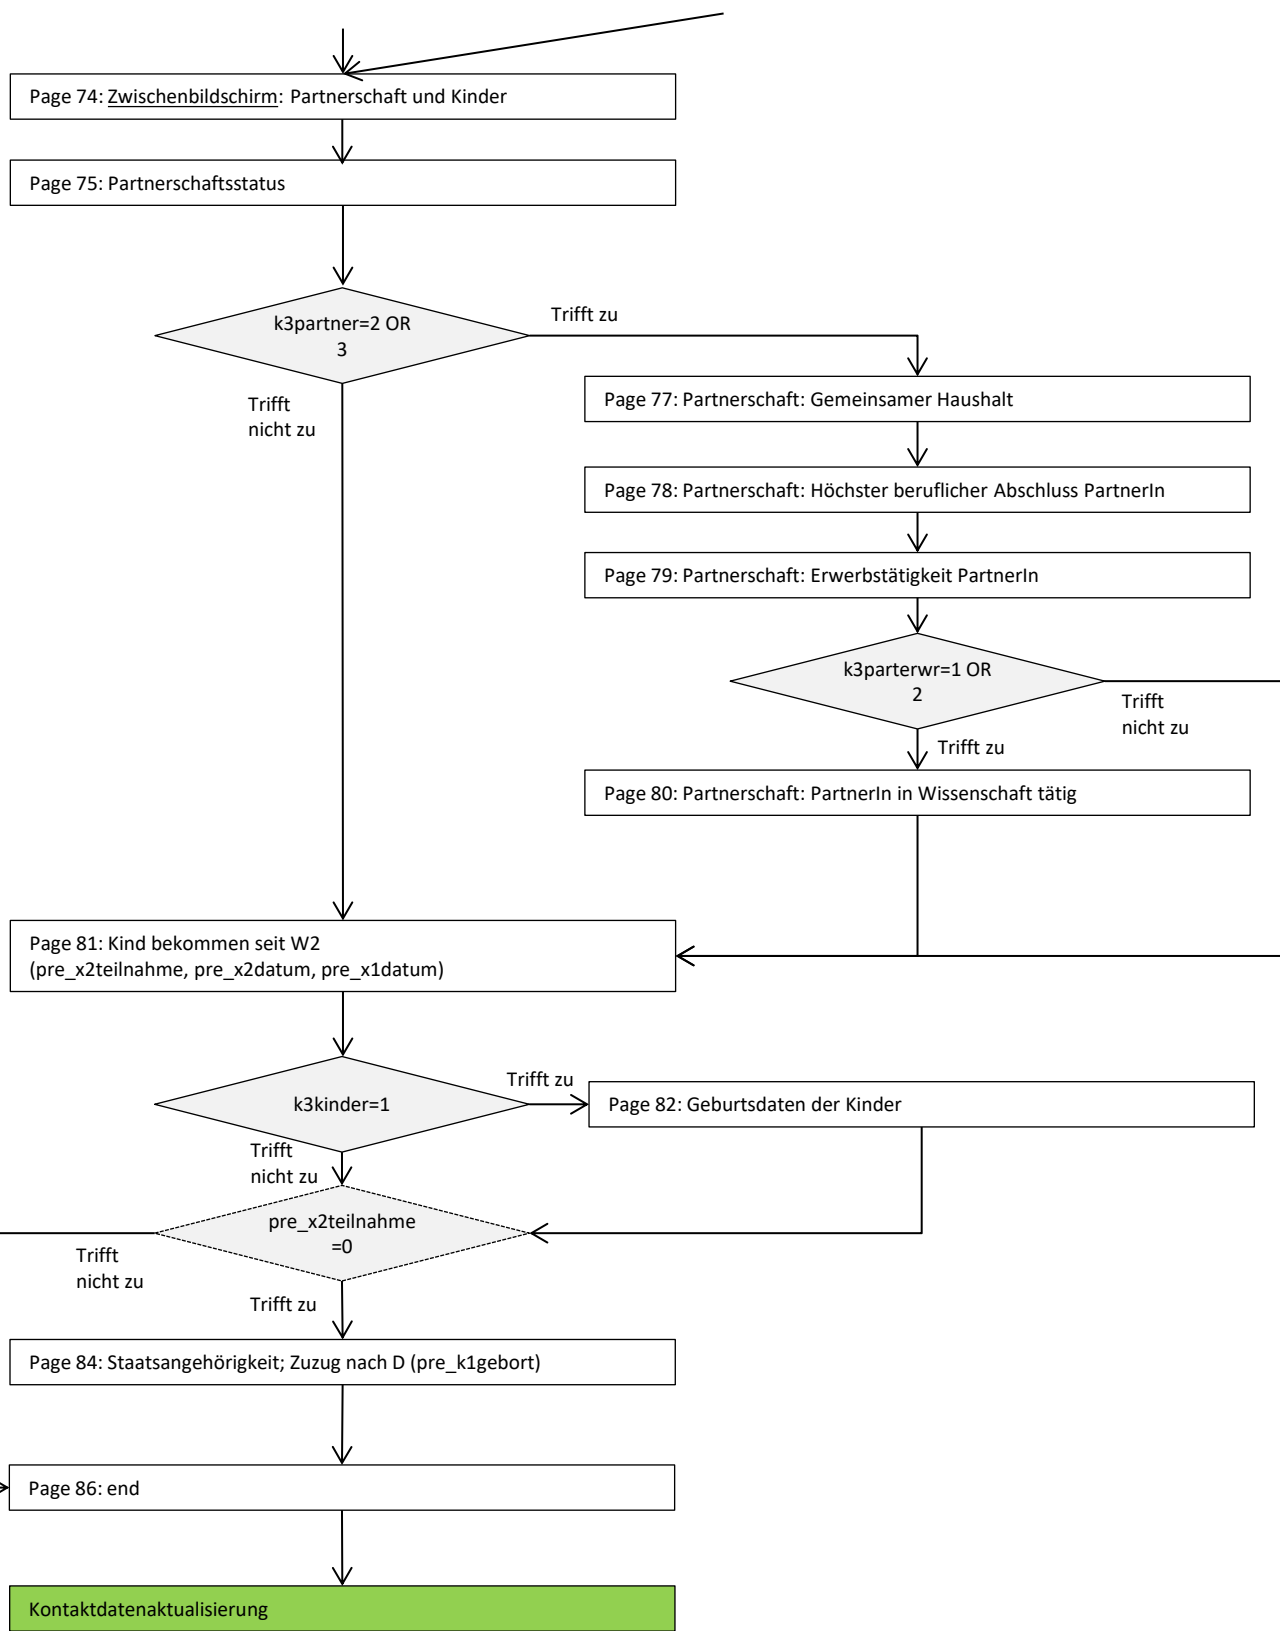 Page 74: Zwischenbildschirm: Partnerschaft und Kinder
Page 75: Partnerschaftsstatus
k3partner=2 OR
3
Trifft zu
Trifft
nicht zu
Page 77: Partnerschaft: Gemeinsamer Haushalt
Page 78: Partnerschaft: Höchster beruflicher Abschluss PartnerIn
Page 79: Partnerschaft: Erwerbstätigkeit PartnerIn
k3parterwr=1 OR
2
Trifft
nicht zu
Trifft zu
Page 80: Partnerschaft: PartnerIn in Wissenschaft tätig
Page 81: Kind bekommen seit W2
(pre_x2teilnahme, pre_x2datum, pre_x1datum)
k3kinder=1
Trifft zu
Page 82: Geburtsdaten der Kinder
Trifft
nicht zu
pre_x2teilnahme
=0
Trifft
nicht zu
Trifft zu
Page 84: Staatsangehörigkeit; Zuzug nach D (pre_k1gebort)
Page 86: end
Kontaktdatenaktualisierung